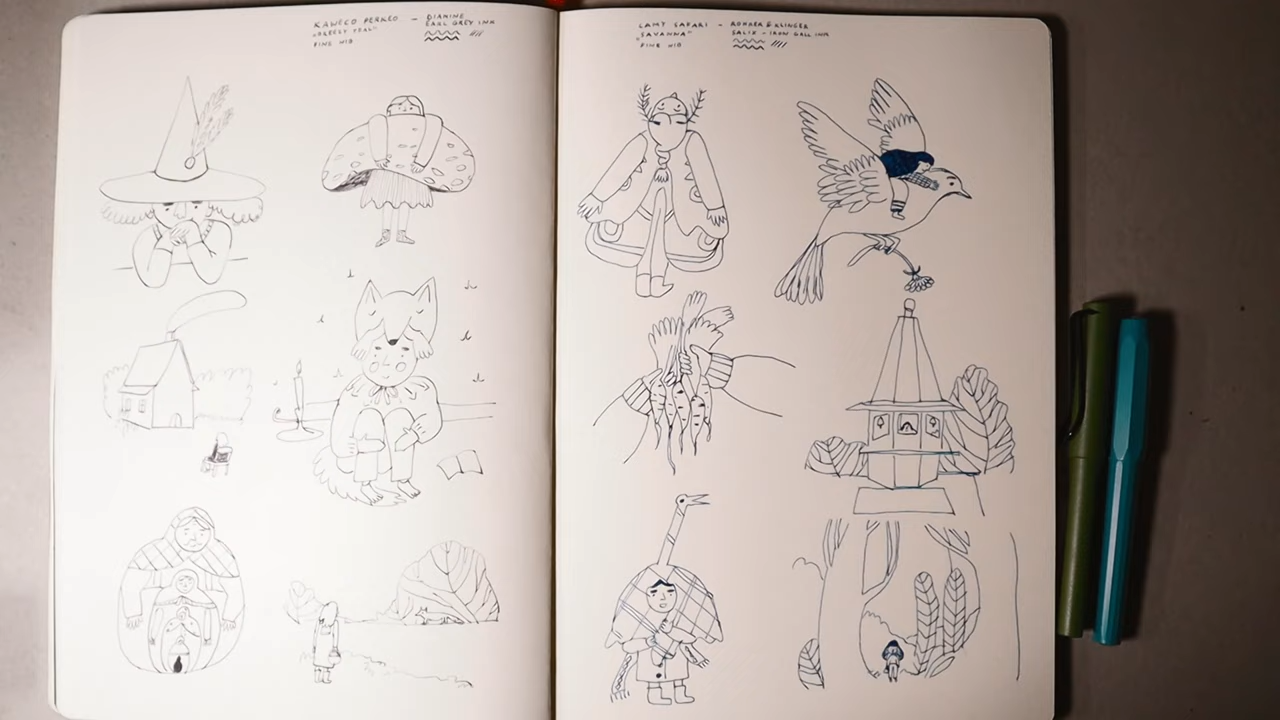 KAWECO PERKEO - DIAMINE
"BREEZY TEAL" EARL GREY INK
FINE NIB
LAMY SAFARI - ROHRER & KLINGER
"SAVANNA" SALIX - IRON GALL INK
FINE NIB